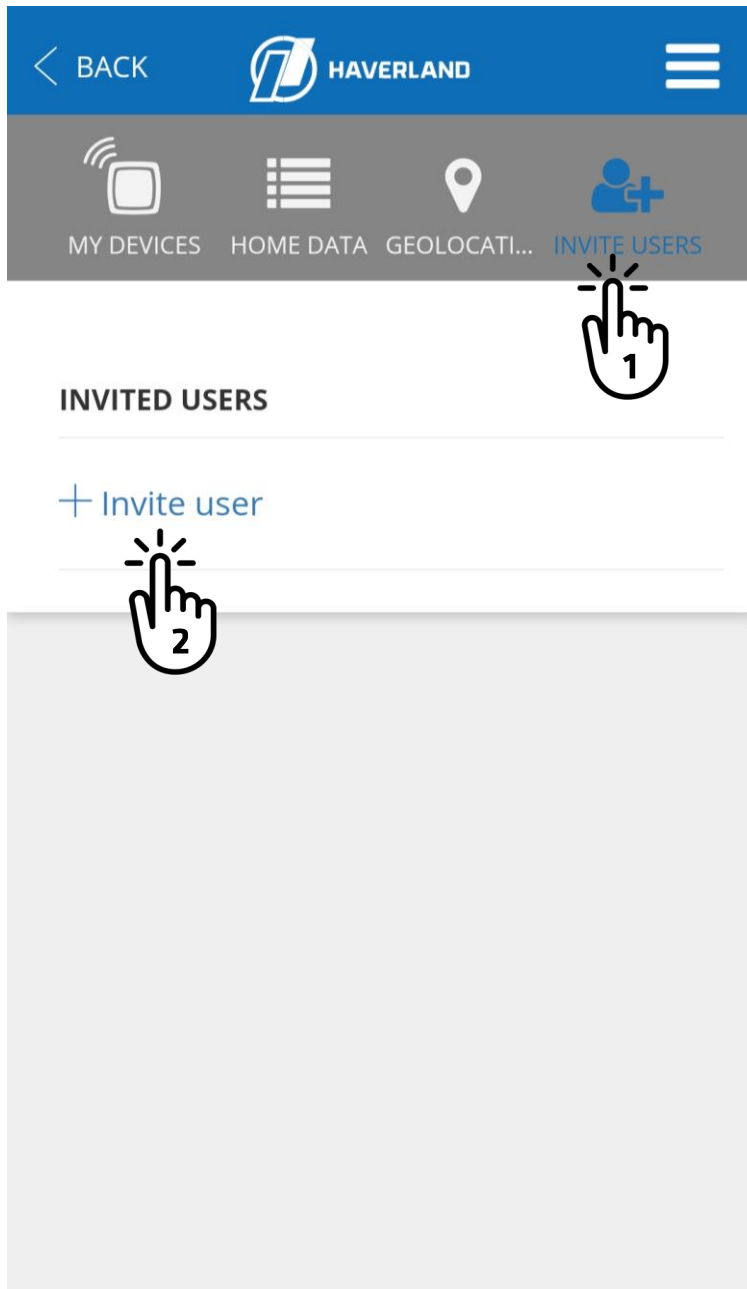 BACK
HAVERLAND
MY DEVICES HOME DATA GEOLOCATI... INVITE USERS
1
INVITED USERS
+ Invite user
2